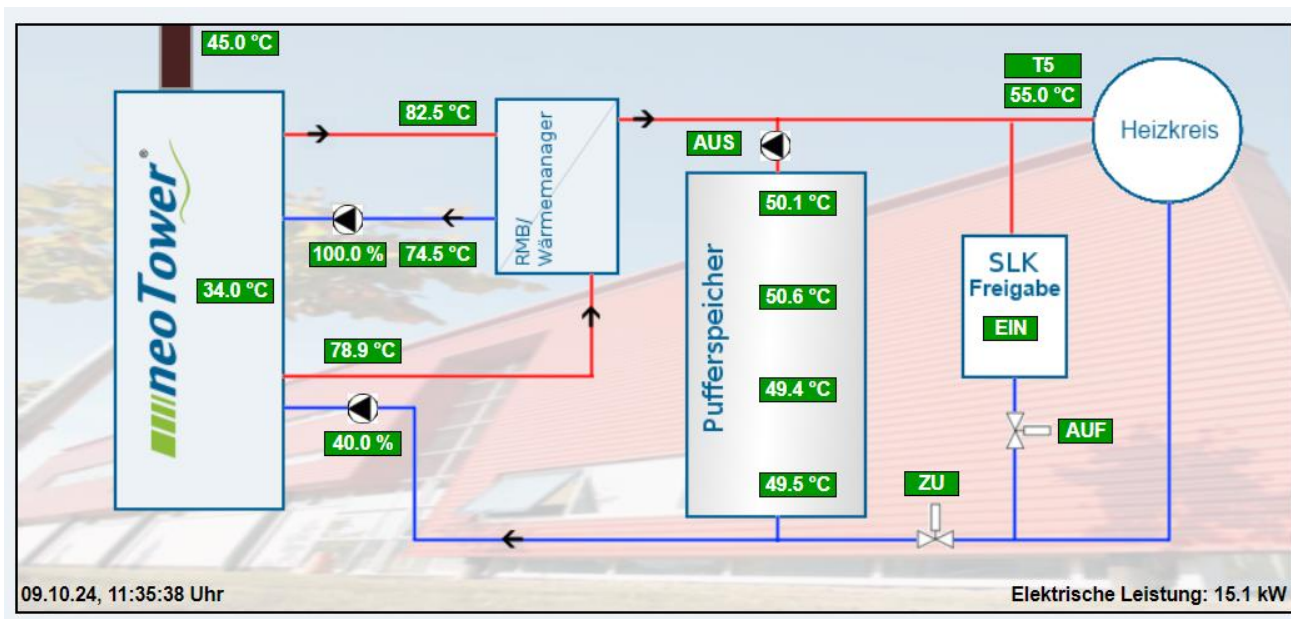 45.0 °C
neoTower®
34.0 °C
82.5 °C
100.0 %
74.5 °C
78.9 °C
40.0 %
RMB/
Wärmemanager
AUS
Pufferspeicher
50.1 °C
50.6 °C
49.4 °C
49.5 °C
T5
55.0 °C
Heizkreis
SLK
Freigabe
EIN
AUF
ZU
09.10.24, 11:35:38 Uhr
Elektrische Leistung: 15.1 kW